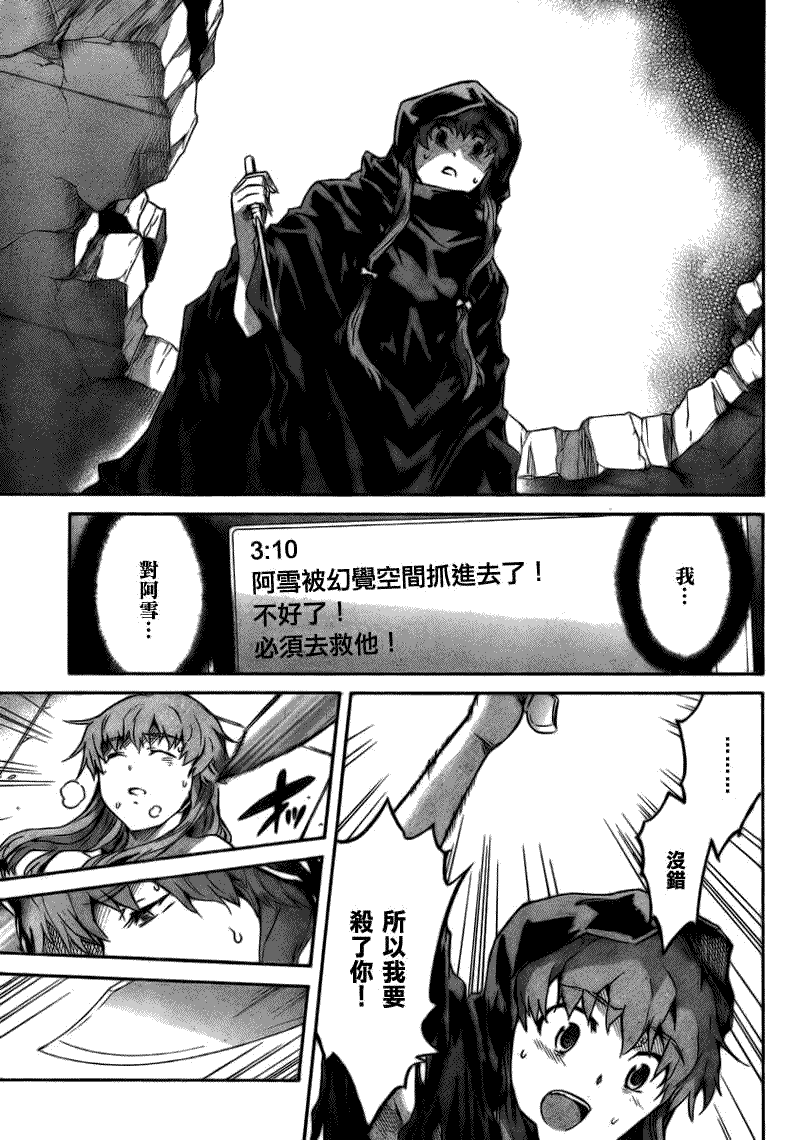 我…
3:10
阿雪被幻覺空間抓進去了！
不好了！
必須去救他！
對阿雪…
………
沒錯
所以我要
殺了你！
オッ